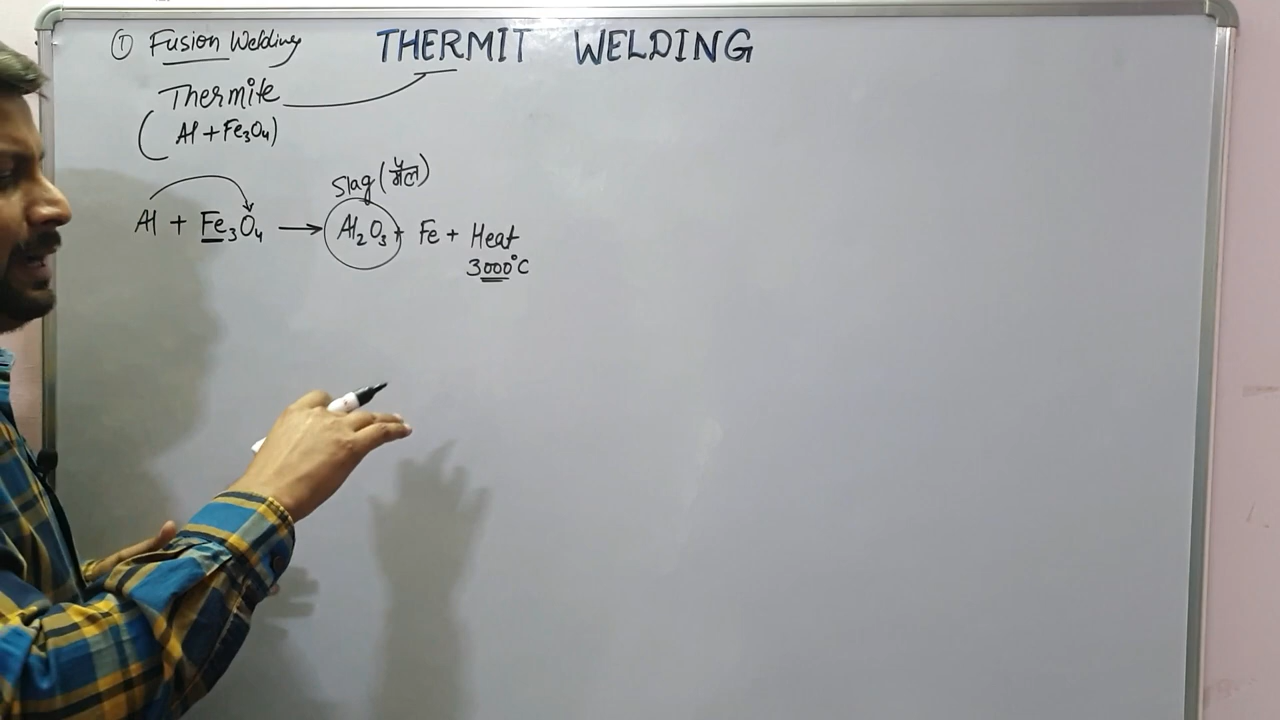 THERMIT WELDING
① Fusion Welding
Thermite
(Al + Fe₃O₄)
Slag (मैल)
Al + Fe₃O₄ → Al₂O₃ + Fe + Heat
3000°C